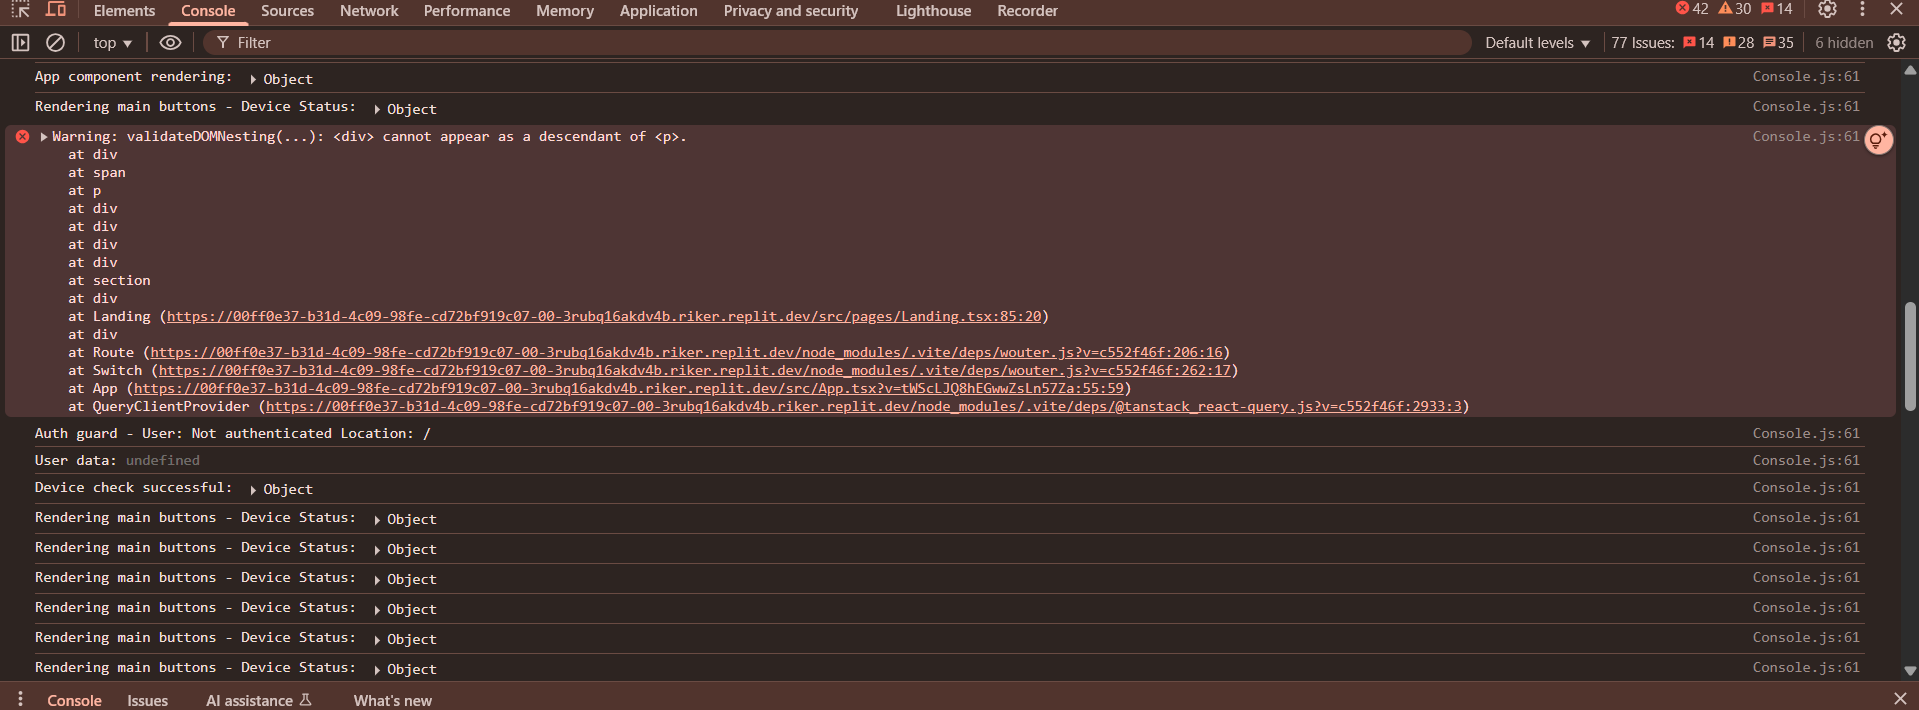 Elements Console Sources Network Performance Memory Application Privacy and security Lighthouse Recorder 42 30 14
top Filter Default levels 77 Issues: 14 28 35 6 hidden
App component rendering: Object Console.js:61
Rendering main buttons - Device Status: Object Console.js:61
Warning: validateDOMNesting(...): <div> cannot appear as a descendant of <p>. Console.js:61
at div
at span
at p
at div
at div
at div
at div
at section
at div
at Landing (https://00ff0e37-b31d-4c09-98fe-cd72bf919c07-00-3rubq16akdv4b.riker.replit.dev/src/pages/Landing.tsx:85:20)
at div
at Route (https://00ff0e37-b31d-4c09-98fe-cd72bf919c07-00-3rubq16akdv4b.riker.replit.dev/node_modules/.vite/deps/wouter.js?v=c552f46f:206:16)
at Switch (https://00ff0e37-b31d-4c09-98fe-cd72bf919c07-00-3rubq16akdv4b.riker.replit.dev/node_modules/.vite/deps/wouter.js?v=c552f46f:262:17)
at App (https://00ff0e37-b31d-4c09-98fe-cd72bf919c07-00-3rubq16akdv4b.riker.replit.dev/src/App.tsx?v=tWScLJQ8hEGwwZsLn57Za:55:59)
at QueryClientProvider (https://00ff0e37-b31d-4c09-98fe-cd72bf919c07-00-3rubq16akdv4b.riker.replit.dev/node_modules/.vite/deps/@tanstack_react-query.js?v=c552f46f:2933:3)
Auth guard - User: Not authenticated Location: / Console.js:61
User data: undefined Console.js:61
Device check successful: Object Console.js:61
Rendering main buttons - Device Status: Object Console.js:61
Rendering main buttons - Device Status: Object Console.js:61
Rendering main buttons - Device Status: Object Console.js:61
Rendering main buttons - Device Status: Object Console.js:61
Rendering main buttons - Device Status: Object Console.js:61
Rendering main buttons - Device Status: Object Console.js:61
Console Issues AI assistance What's new